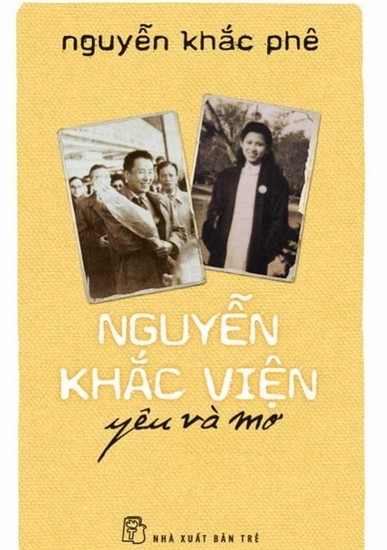 nguyễn khắc phê
NGUYỄN
KHẮC VIỆN
yêu và mơ
NHÀ XUẤT BẢN TRẺ